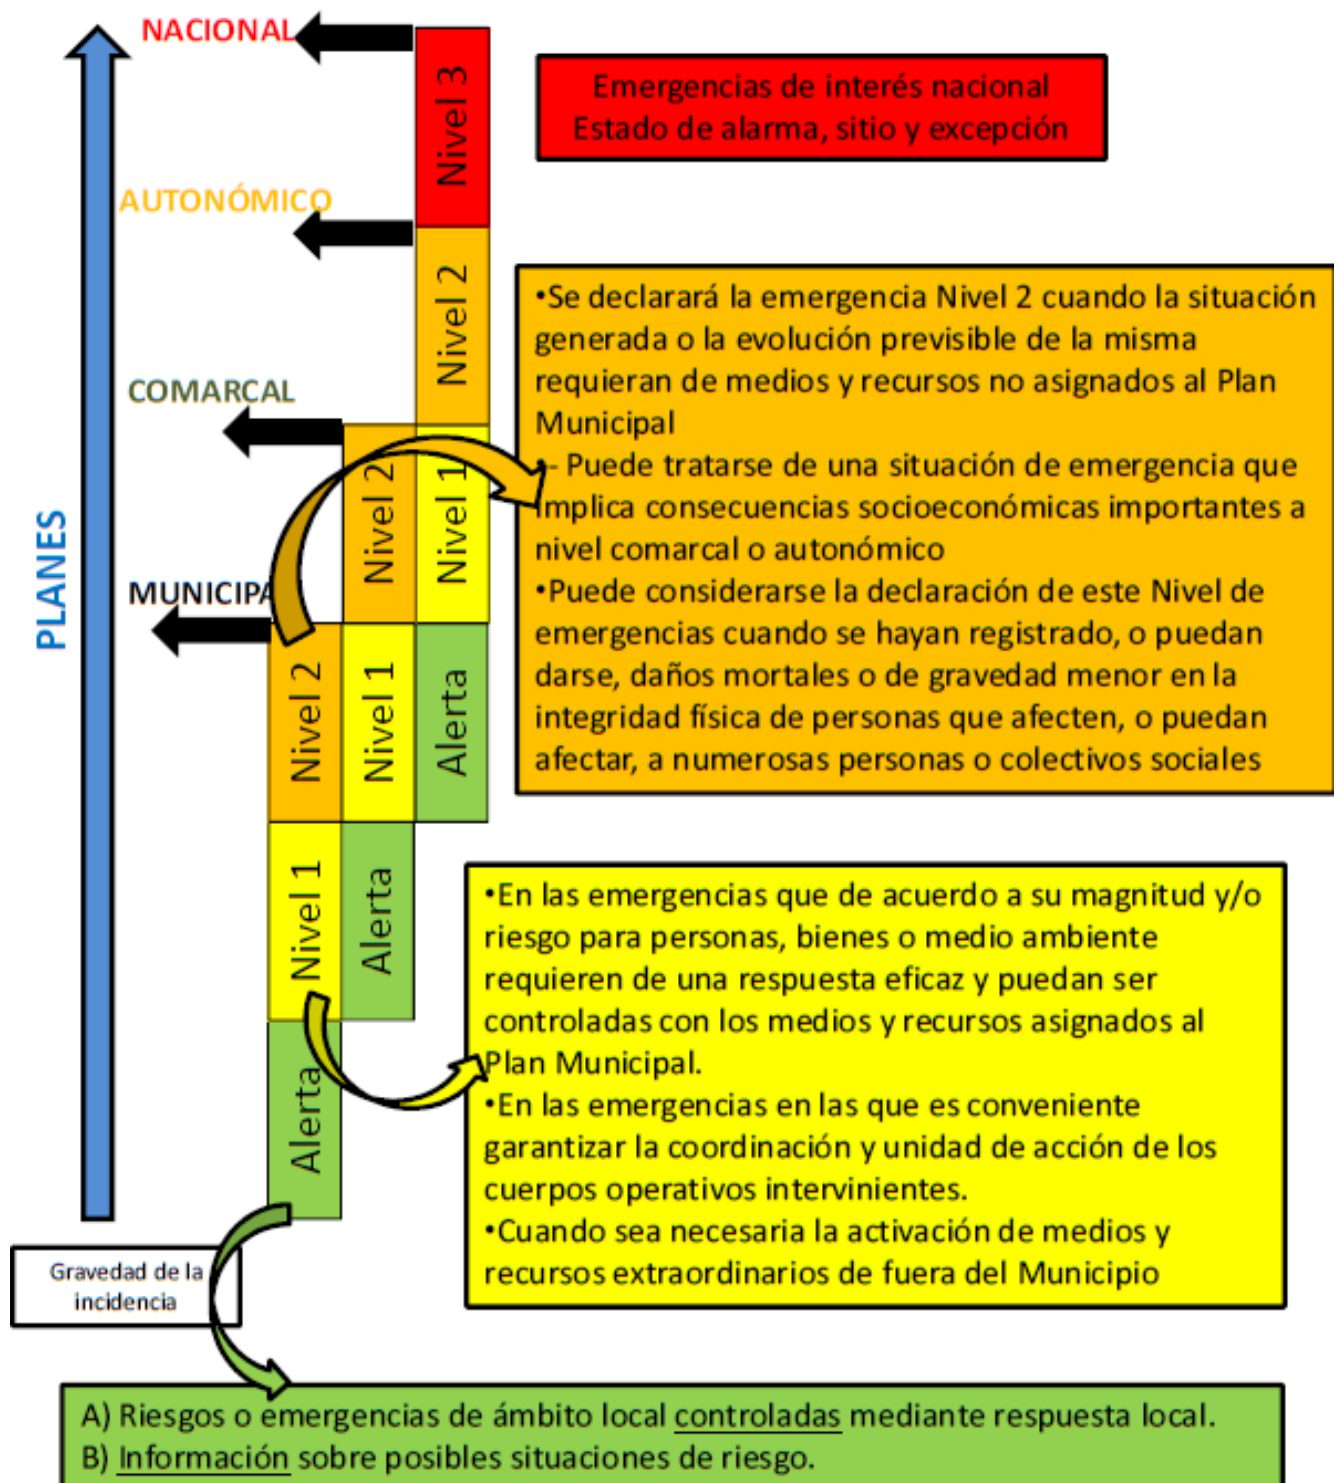 NACIONAL
Nivel 3
Emergencias de interés nacional
Estado de alarma, sitio y excepción
AUTONÓMICO
Nivel 2
•Se declarará la emergencia Nivel 2 cuando la situación
generada o la evolución previsible de la misma
requieran de medios y recursos no asignados al Plan
Municipal
•- Puede tratarse de una situación de emergencia que
implica consecuencias socioeconómicas importantes a
nivel comarcal o autonómico
•Puede considerarse la declaración de este Nivel de
emergencias cuando se hayan registrado, o puedan
darse, daños mortales o de gravedad menor en la
integridad física de personas que afecten, o puedan
afectar, a numerosas personas o colectivos sociales
COMARCAL
Nivel 2
Nivel 1
PLANES
MUNICIPA
Nivel 2
Nivel 1
Alerta
Nivel 1
Alerta
•En las emergencias que de acuerdo a su magnitud y/o
riesgo para personas, bienes o medio ambiente
requieren de una respuesta eficaz y puedan ser
controladas con los medios y recursos asignados al
Plan Municipal.
•En las emergencias en las que es conveniente
garantizar la coordinación y unidad de acción de los
cuerpos operativos intervinientes.
•Cuando sea necesaria la activación de medios y
recursos extraordinarios de fuera del Municipio
Alerta
Gravedad de la
incidencia
A) Riesgos o emergencias de ámbito local controladas mediante respuesta local.
B) Información sobre posibles situaciones de riesgo.